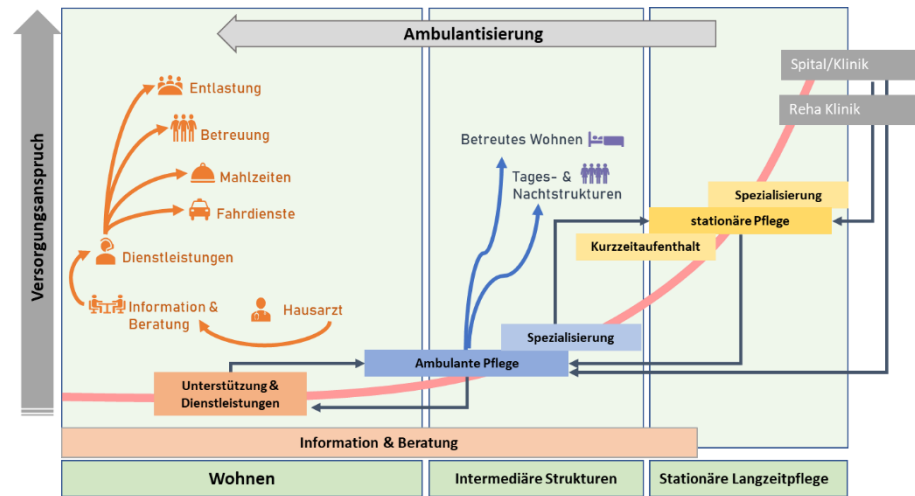 Versorgungsanspruch
Ambulantisierung
Spital/Klinik
Reha Klinik
Entlastung
Betreuung
Mahlzeiten
Fahrdienste
Dienstleistungen
Information &
Beratung
Hausarzt
Betreutes Wohnen
Tages- &
Nachtstrukturen
Spezialisierung
stationäre Pflege
Kurzzeitaufenthalt
Spezialisierung
Ambulante Pflege
Unterstützung &
Dienstleistungen
Information & Beratung
Wohnen
Intermediäre Strukturen
Stationäre Langzeitpflege